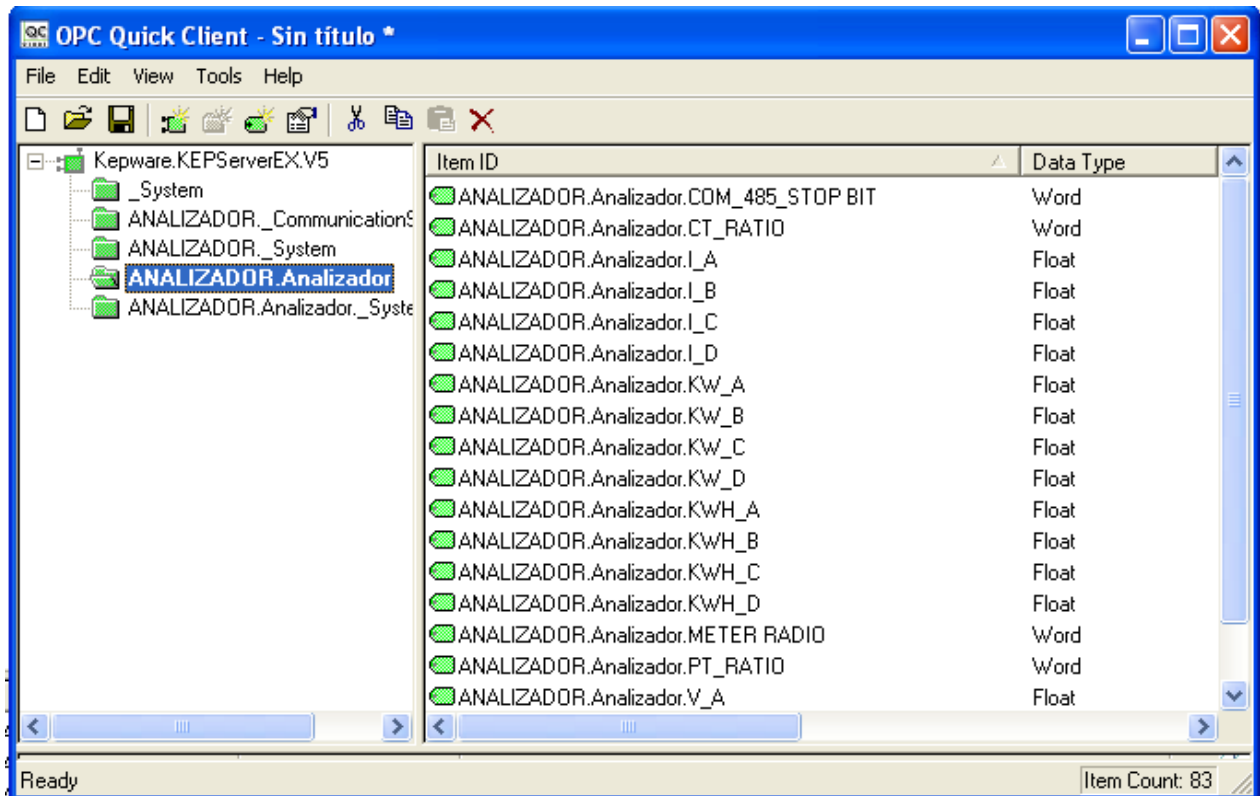 OPC Quick Client - Sin título *
File Edit View Tools Help
Kepware.KEPServerEX.V5
_System
ANALIZADOR._CommunicationS
ANALIZADOR._System
ANALIZADOR.Analizador
ANALIZADOR.Analizador._Syste
Item ID Data Type
ANALIZADOR.Analizador.COM_485_STOP BIT Word
ANALIZADOR.Analizador.CT_RATIO Word
ANALIZADOR.Analizador.I_A Float
ANALIZADOR.Analizador.I_B Float
ANALIZADOR.Analizador.I_C Float
ANALIZADOR.Analizador.I_D Float
ANALIZADOR.Analizador.KW_A Float
ANALIZADOR.Analizador.KW_B Float
ANALIZADOR.Analizador.KW_C Float
ANALIZADOR.Analizador.KW_D Float
ANALIZADOR.Analizador.KWH_A Float
ANALIZADOR.Analizador.KWH_B Float
ANALIZADOR.Analizador.KWH_C Float
ANALIZADOR.Analizador.KWH_D Float
ANALIZADOR.Analizador.METER RADIO Word
ANALIZADOR.Analizador.PT_RATIO Word
ANALIZADOR.Analizador.V_A Float
Ready Item Count: 83